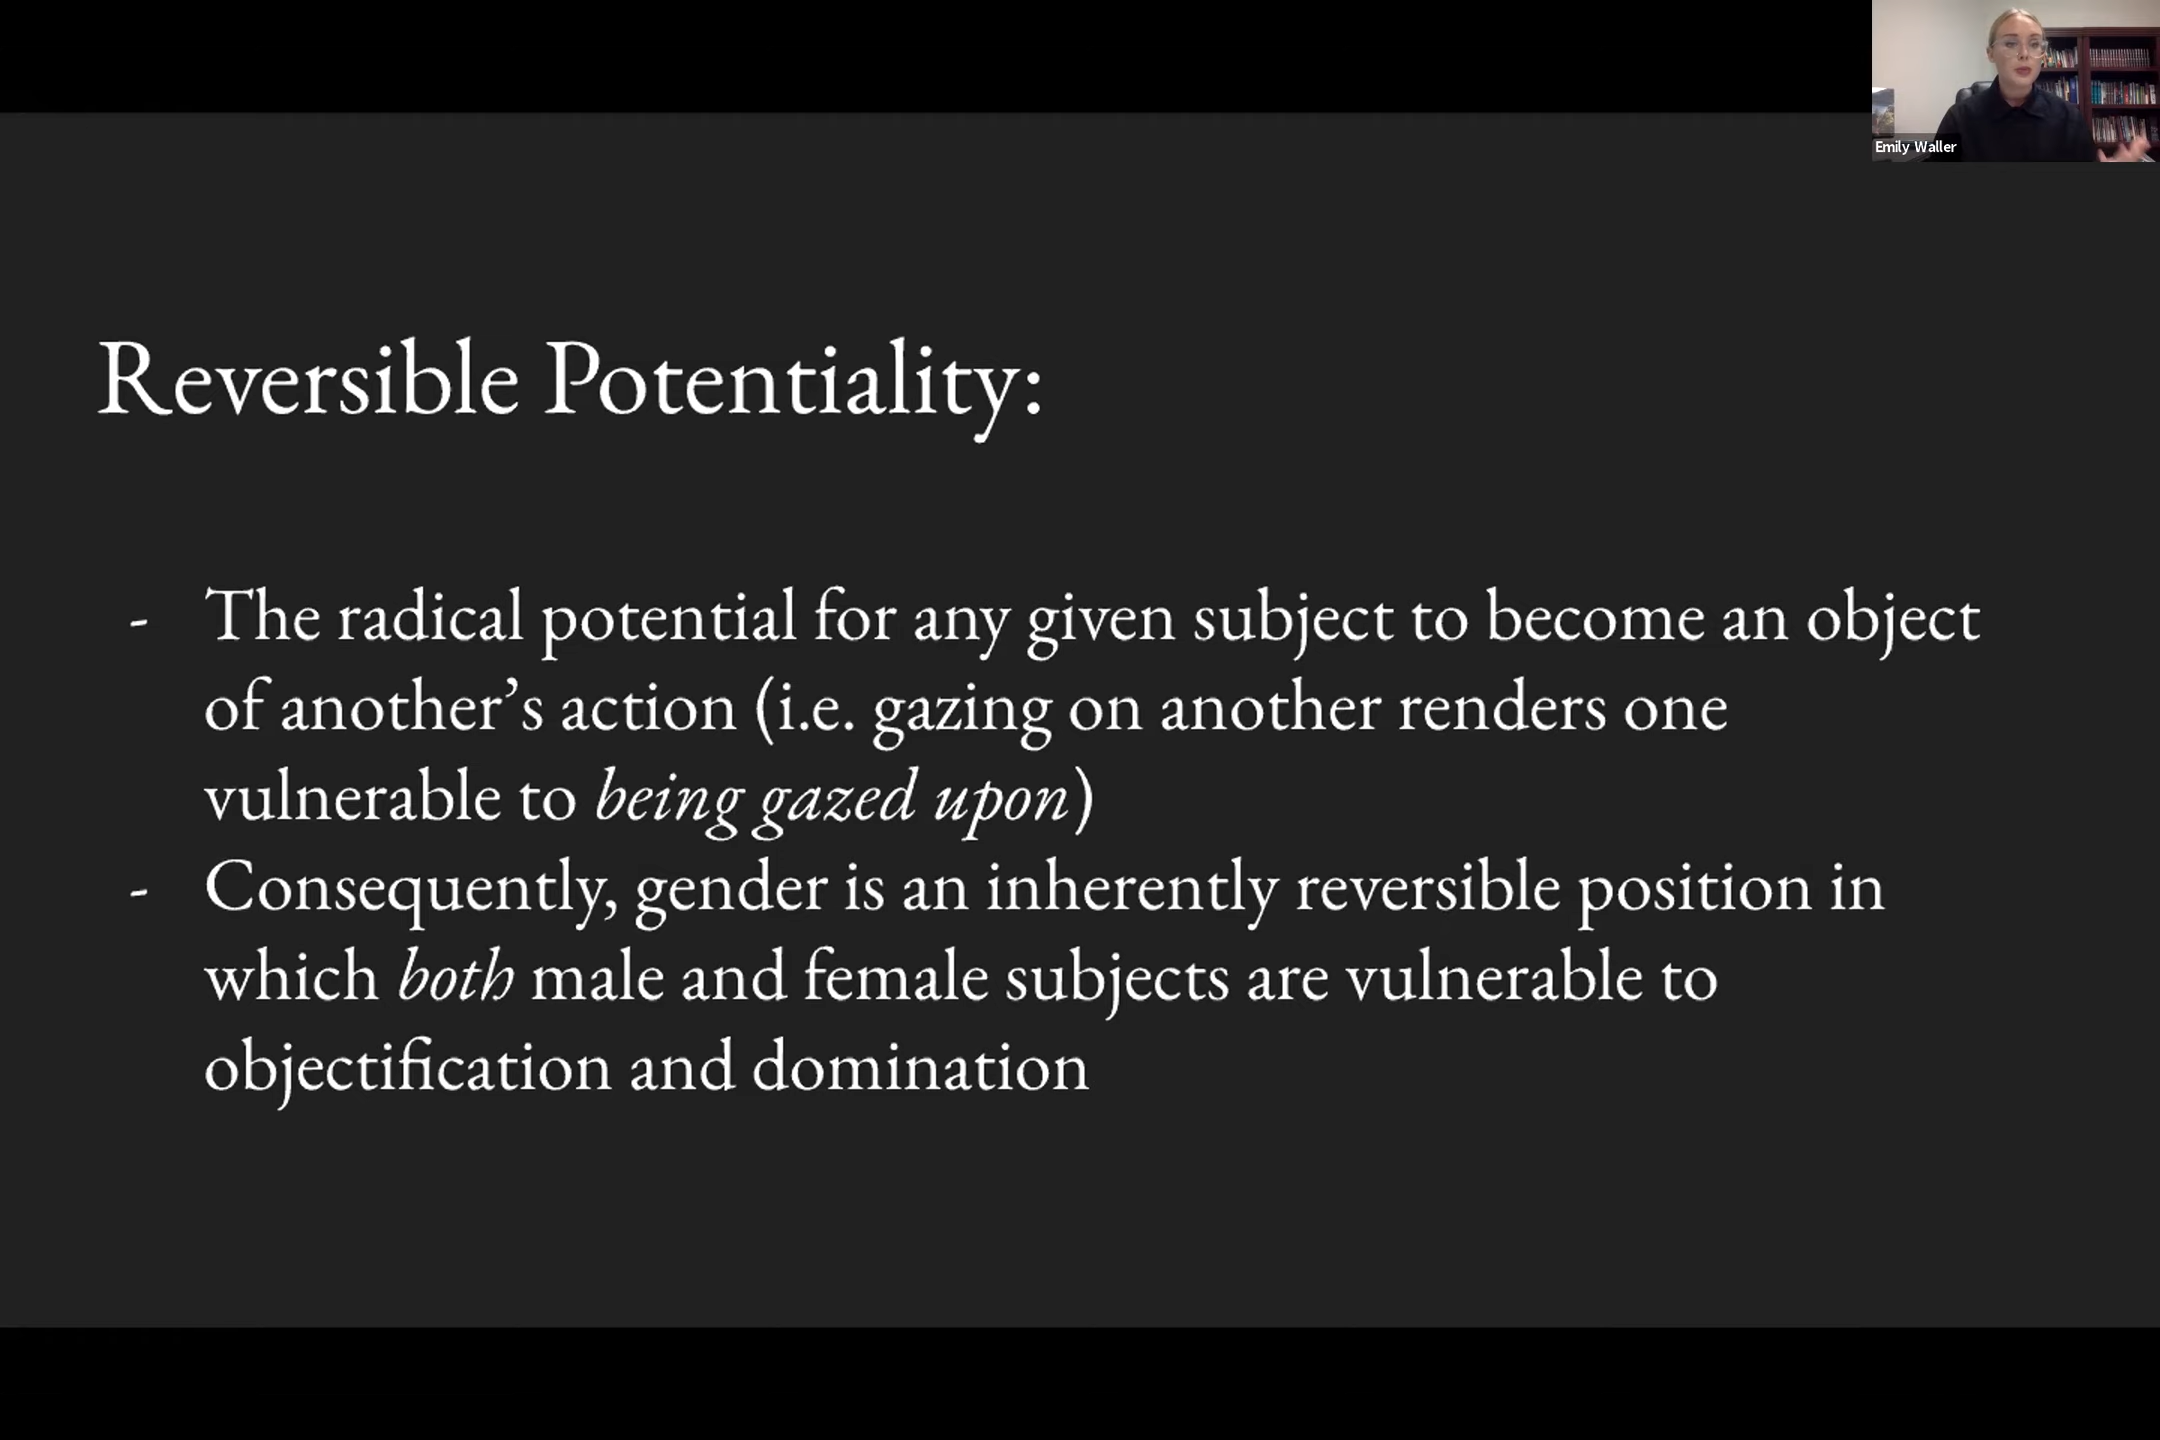 Emily Waller
Reversible Potentiality:
- The radical potential for any given subject to become an object
of another’s action (i.e. gazing on another renders one
vulnerable to being gazed upon)
- Consequently, gender is an inherently reversible position in
which both male and female subjects are vulnerable to
objectification and domination